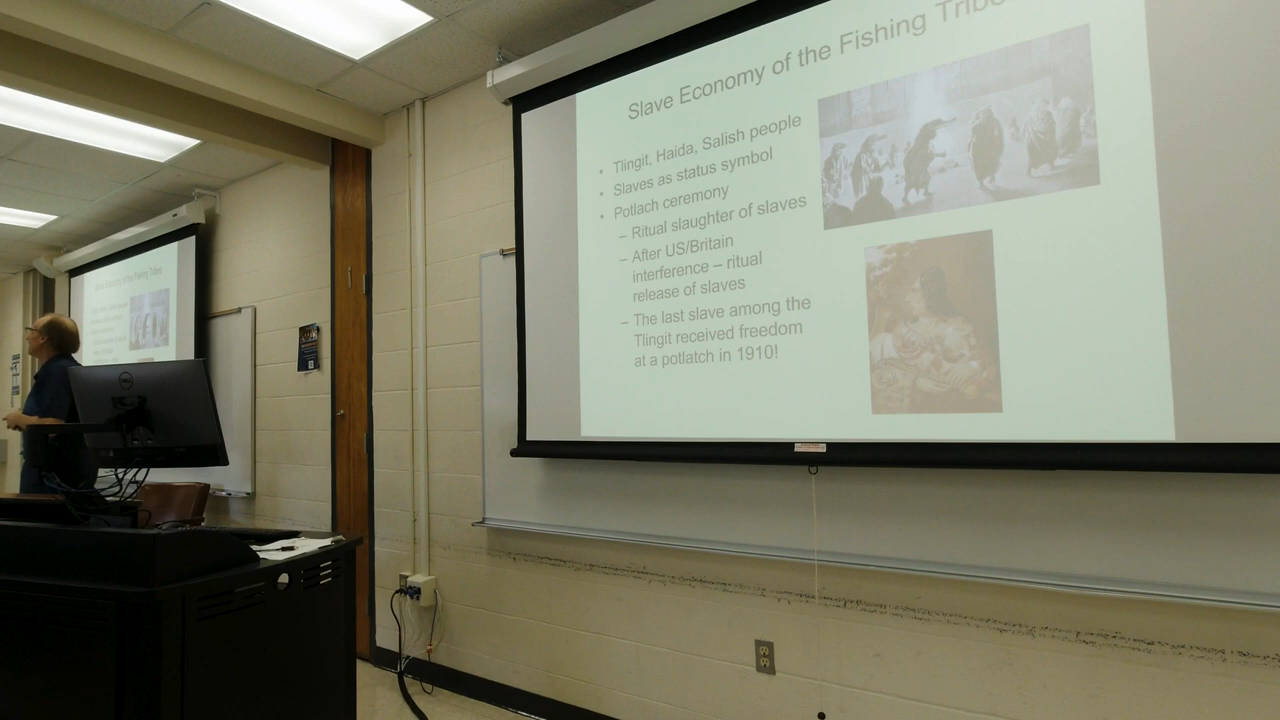 Slave Economy of the Fishing
• Tlingit, Haida, Salish people
• Slaves as status symbol
• Potlach ceremony
– Ritual slaughter of slaves
– After US/Britain
interference – ritual
release of slaves
– The last slave among the
Tlingit received freedom
at a potlatch in 1910!
DELL